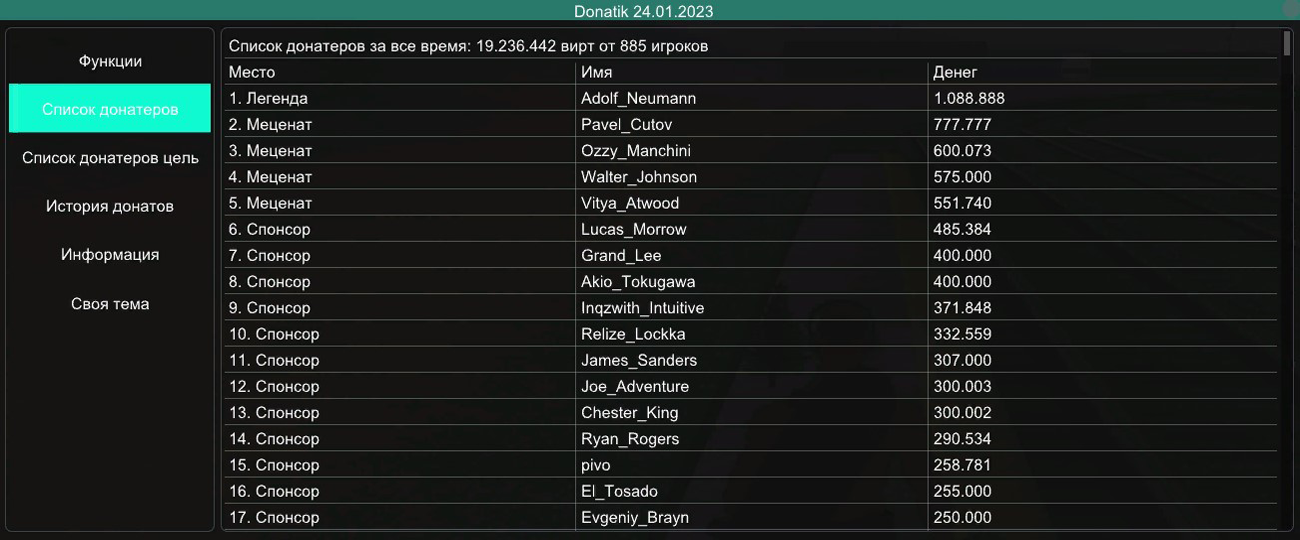 Donatik 24.01.2023
Функции
Список донатеров
Список донатеров цель
История донатов
Информация
Своя тема
Список донатеров за все время: 19.236.442 вирт от 885 игроков
Место Имя Денег
1. Легенда Adolf_Neumann 1.088.888
2. Меценат Pavel_Cutov 777.777
3. Меценат Ozzy_Manchini 600.073
4. Меценат Walter_Johnson 575.000
5. Меценат Vitya_Atwood 551.740
6. Спонсор Lucas_Morrow 485.384
7. Спонсор Grand_Lee 400.000
8. Спонсор Akio_Tokugawa 400.000
9. Спонсор Inqzwith_Intuitive 371.848
10. Спонсор Relize_Lockka 332.559
11. Спонсор James_Sanders 307.000
12. Спонсор Joe_Adventure 300.003
13. Спонсор Chester_King 300.002
14. Спонсор Ryan_Rogers 290.534
15. Спонсор pivo 258.781
16. Спонсор El_Tosado 255.000
17. Спонсор Evgeniy_Brayn 250.000